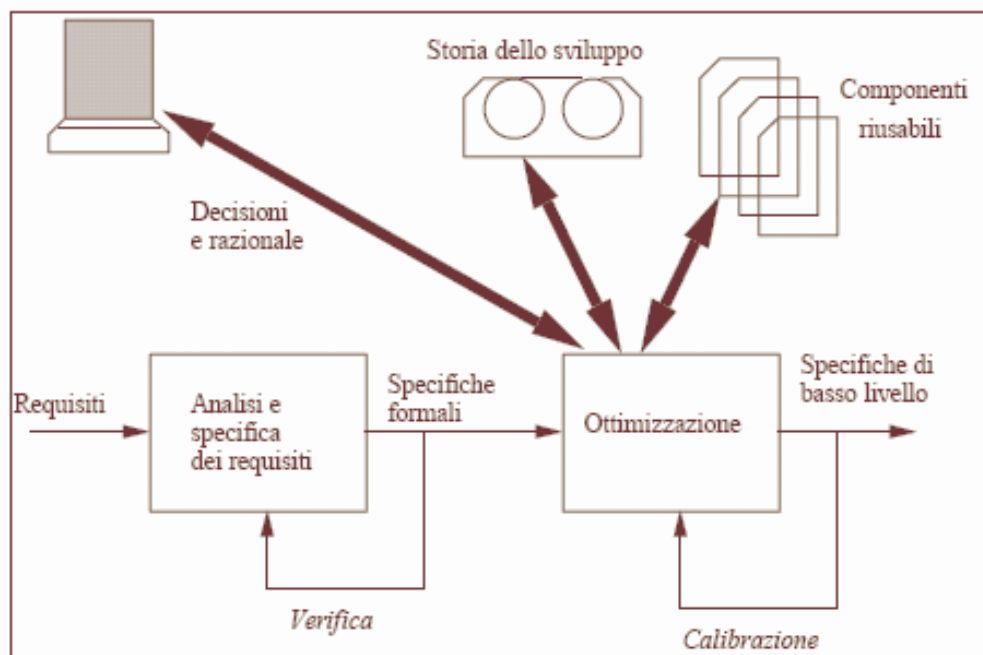 Storia dello sviluppo
Componenti
riusabili
Decisioni
e razionale
Requisiti
Analisi e
specifica
dei requisiti
Specifiche
formali
Ottimizzazione
Specifiche di
basso livello
Verifica
Calibrazione